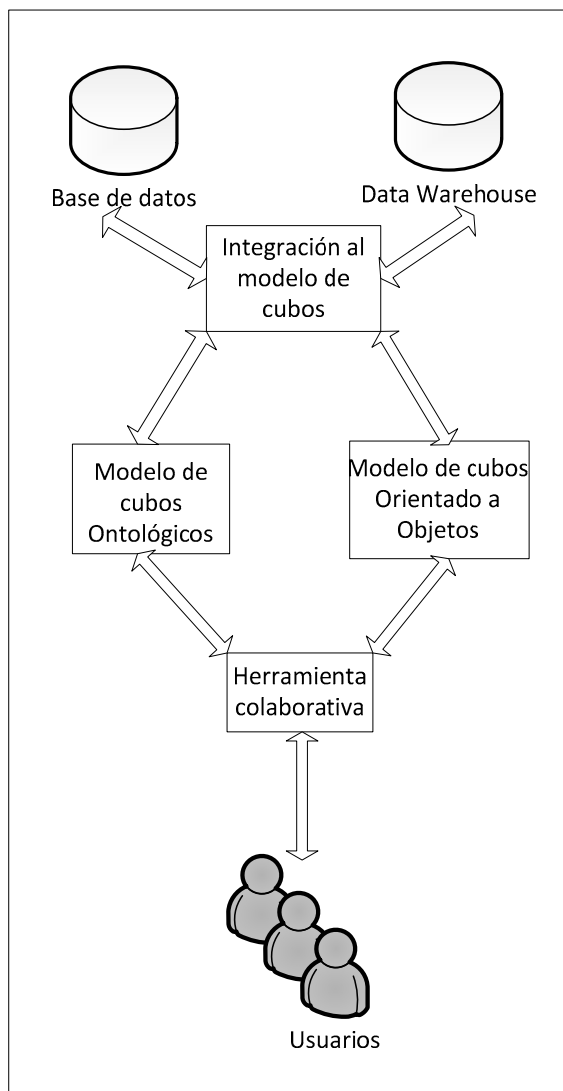 Base de datos
Data Warehouse
Integración al
modelo de
cubos
Modelo de
cubos
Ontológicos
Modelo de cubos
Orientado a
Objetos
Herramienta
colaborativa
Usuarios